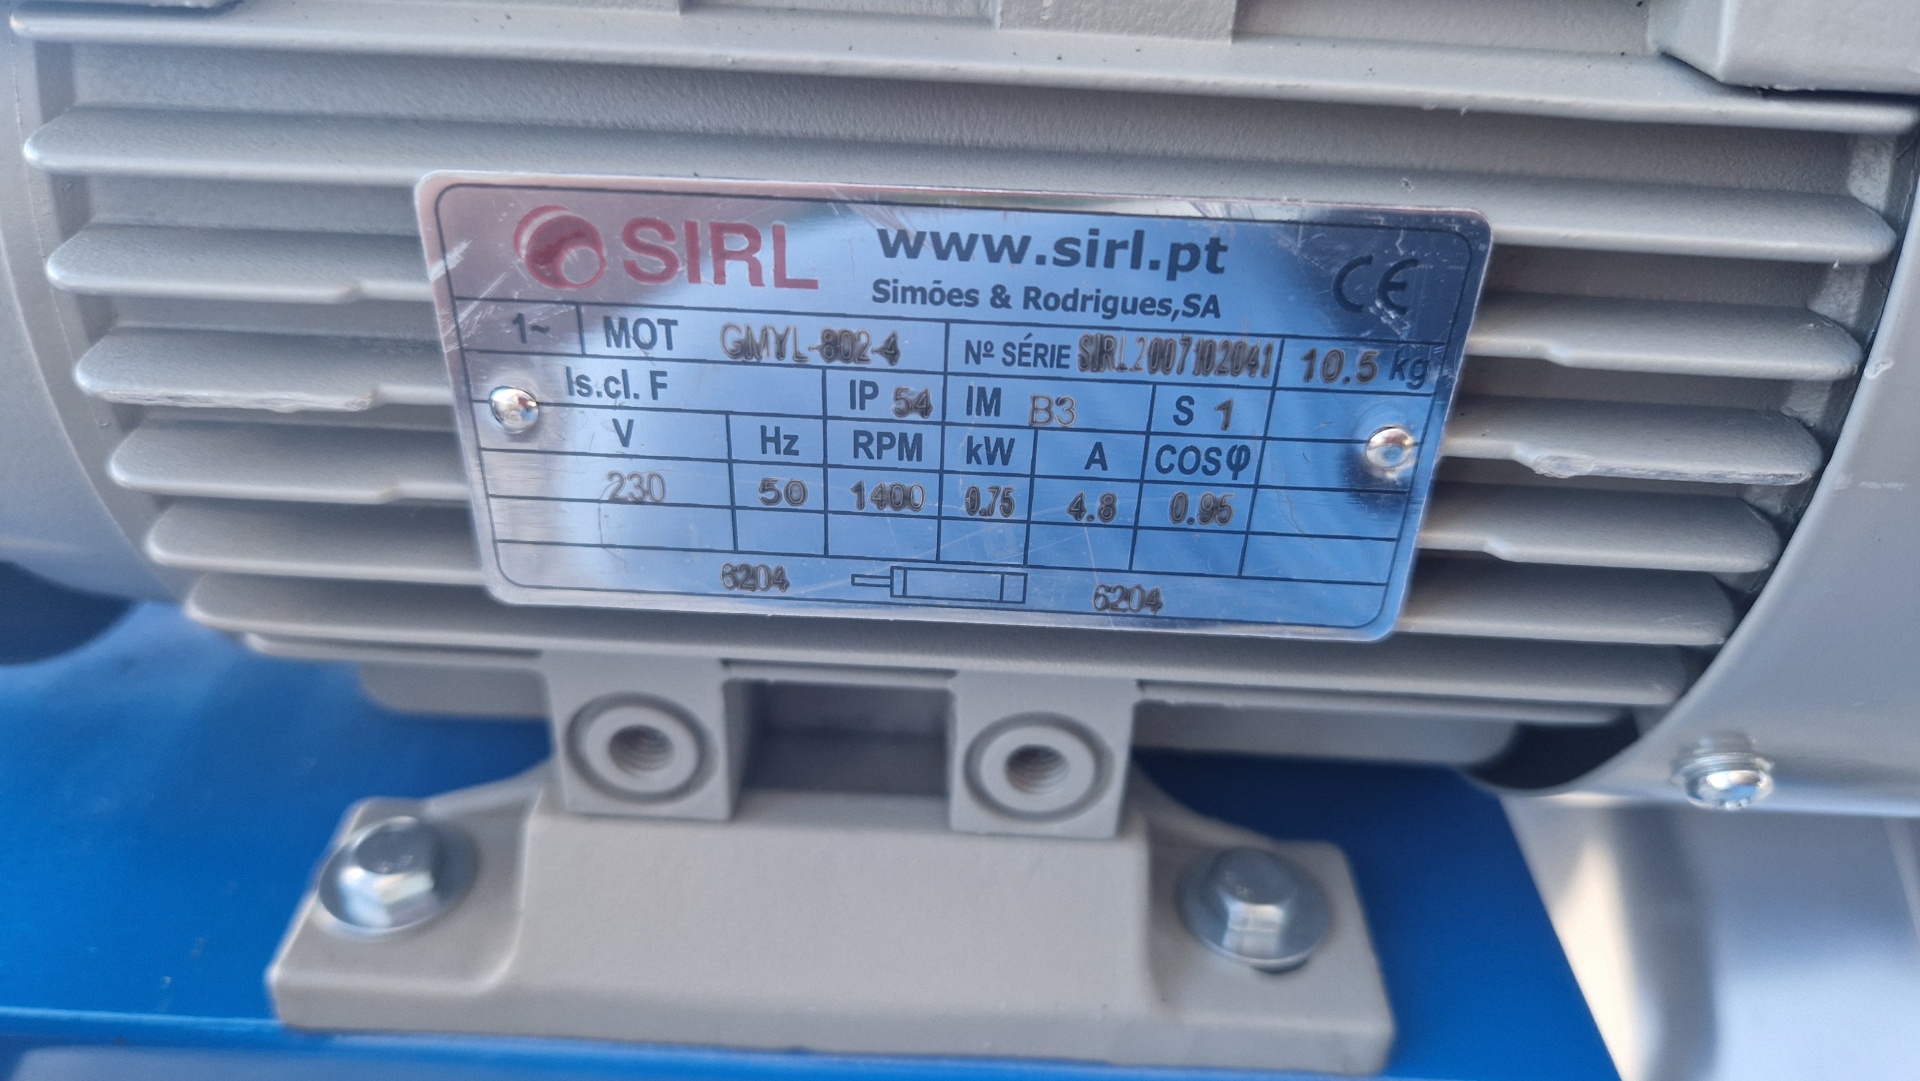 SIRL www.sirl.pt
Simões & Rodrigues,SA CE
1~ MOT GMYL-802-4 Nº SÉRIE SIRL2007102041 10.5 kg
Is.cl. F IP 54 IM B3 S 1
V Hz RPM kW A COSφ
230 50 1400 0.75 4.8 0.95
6204 6204